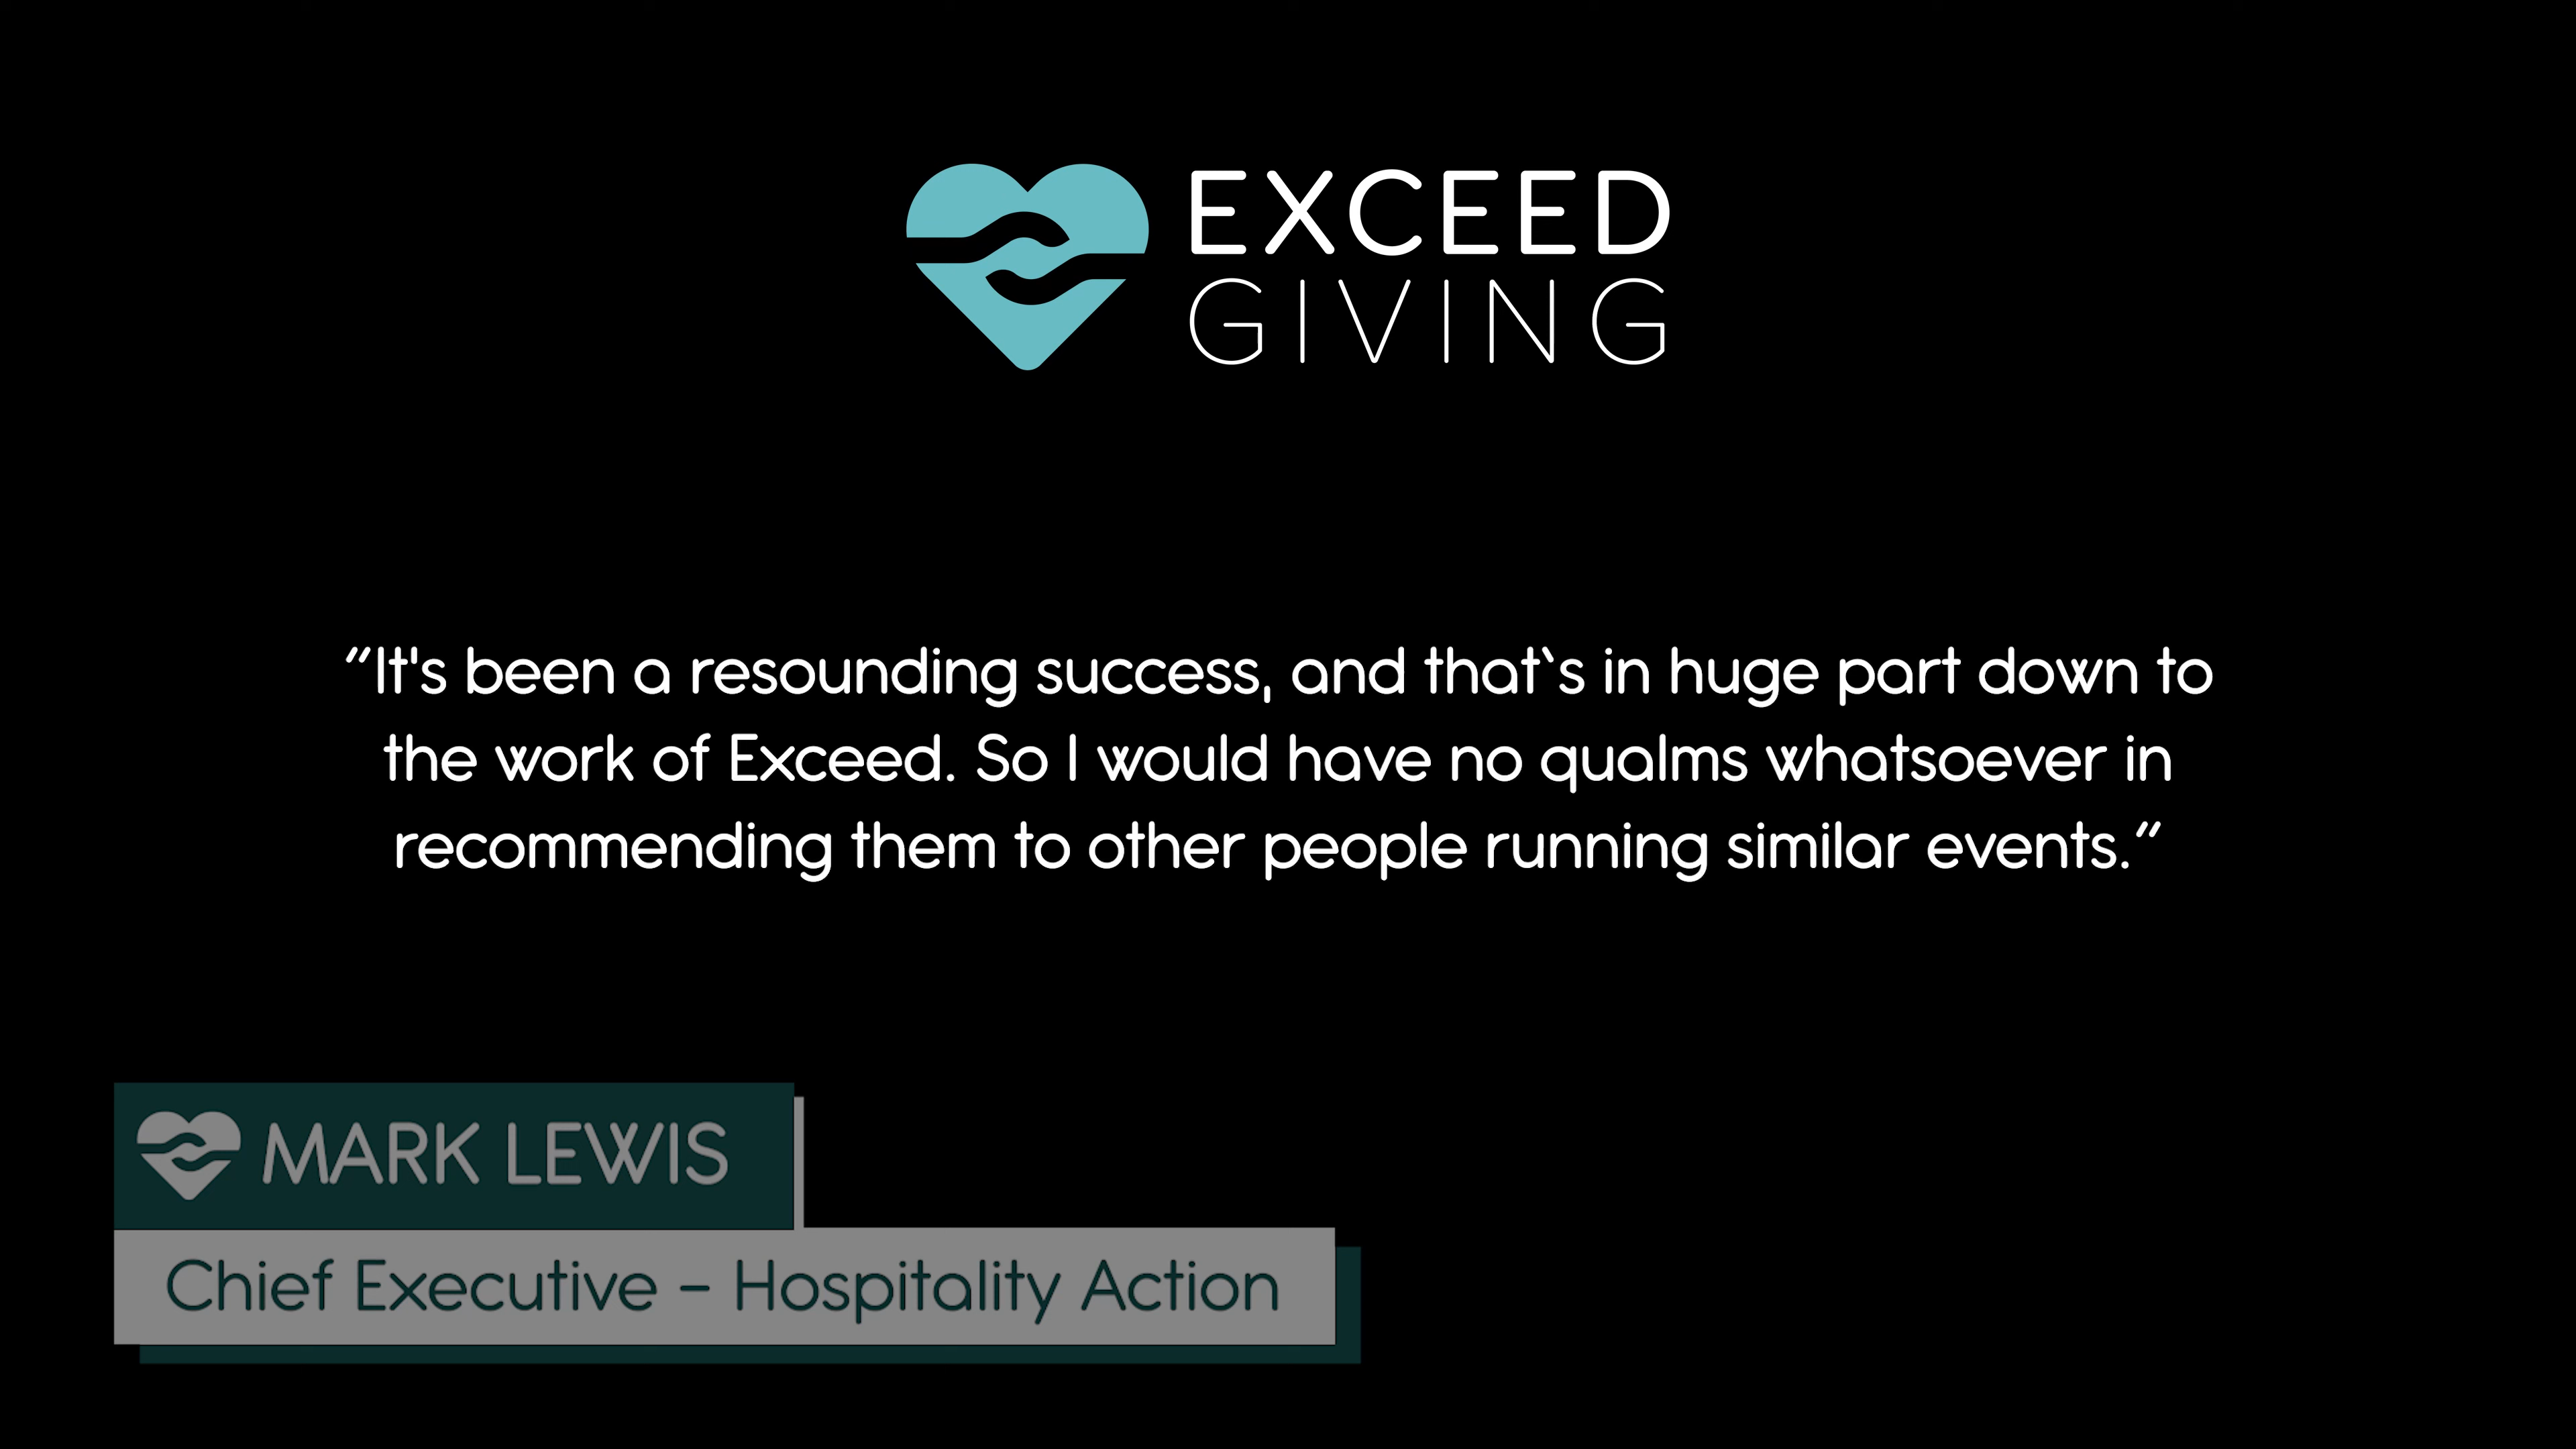 EXCEED
GIVING
“It's been a resounding success, and that‵s in huge part down to
the work of Exceed. So I would have no qualms whatsoever in
recommending them to other people running similar events.”
MARK LEWIS
Chief Executive - Hospitality Action